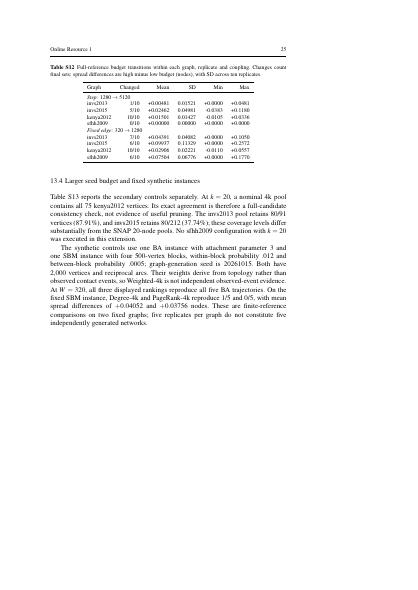 Online Resource 1 25
Table S12 Full-reference budget transitions within each graph, replicate and coupling. Changes count
final sets: spread differences are high minus low budget (nodes), with SD across ten replicates.
Graph Changed Mean SD Min Max
Step: 1280 → 5120
invs2013 1/10 +0.00481 0.01521 +0.0000 +0.0481
invs2015 5/10 +0.02462 0.04981 -0.0383 +0.1180
kenya2012 10/10 +0.01501 0.01427 -0.0105 +0.0336
sfhh2009 0/10 +0.00000 0.00000 +0.0000 +0.0000
Fixed edge: 320 → 1280
invs2013 7/10 +0.04391 0.04082 +0.0000 +0.1050
invs2015 6/10 +0.09937 0.11329 +0.0000 +0.2572
kenya2012 10/10 +0.02906 0.02221 -0.0110 +0.0557
sfhh2009 6/10 +0.07504 0.06776 +0.0000 +0.1770
13.4 Larger seed budget and fixed synthetic instances
Table S13 reports the secondary controls separately. At k = 20, a nominal 4k pool
contains all 75 kenya2012 vertices. Its exact agreement is therefore a full-candidate
consistency check, not evidence of useful pruning. The invs2013 pool retains 80/91
vertices (87.91%), and invs2015 retains 80/212 (37.74%); these coverage levels differ
substantially from the SNAP 20-node pools. No sfhh2009 configuration with k = 20
was executed in this extension.
The synthetic controls use one BA instance with attachment parameter 3 and
one SBM instance with four 500-vertex blocks, within-block probability .012 and
between-block probability .0005; graph-generation seed is 20261015. Both have
2,000 vertices and reciprocal arcs. Their weights derive from topology rather than
observed contact events, so Weighted-4k is not independent observed-event evidence.
At W = 320, all three displayed rankings reproduce all five BA trajectories. On the
fixed SBM instance, Degree-4k and PageRank-4k reproduce 1/5 and 0/5, with mean
spread differences of +0.04052 and +0.03756 nodes. These are finite-reference
comparisons on two fixed graphs; five replicates per graph do not constitute five
independently generated networks.